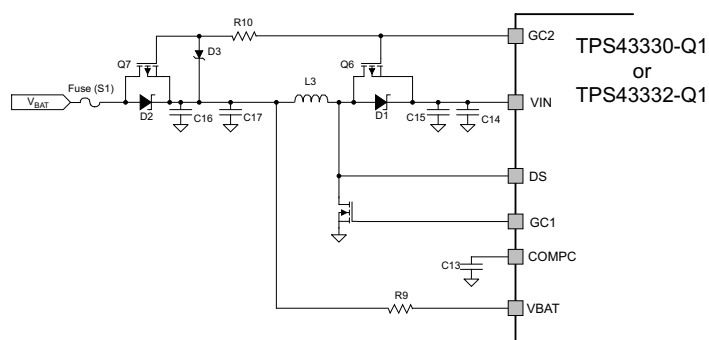 R10
GC2
TPS43330-Q1
or
TPS43332-Q1
Q7
D3
Q6
Fuse (S1)
L3
VBAT
VIN
D2
C16
C17
D1
C15
C14
DS
GC1
COMPC
C13
R9
VBAT